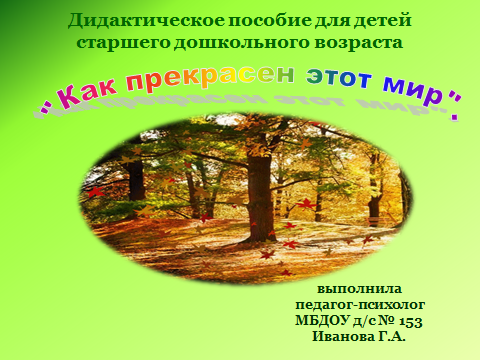 Дидактическое пособие для детей
старшего дошкольного возраста
"Как прекрасен этот мир".
выполнила
педагог-психолог
МБДОУ д/с № 153
Иванова Г.А.